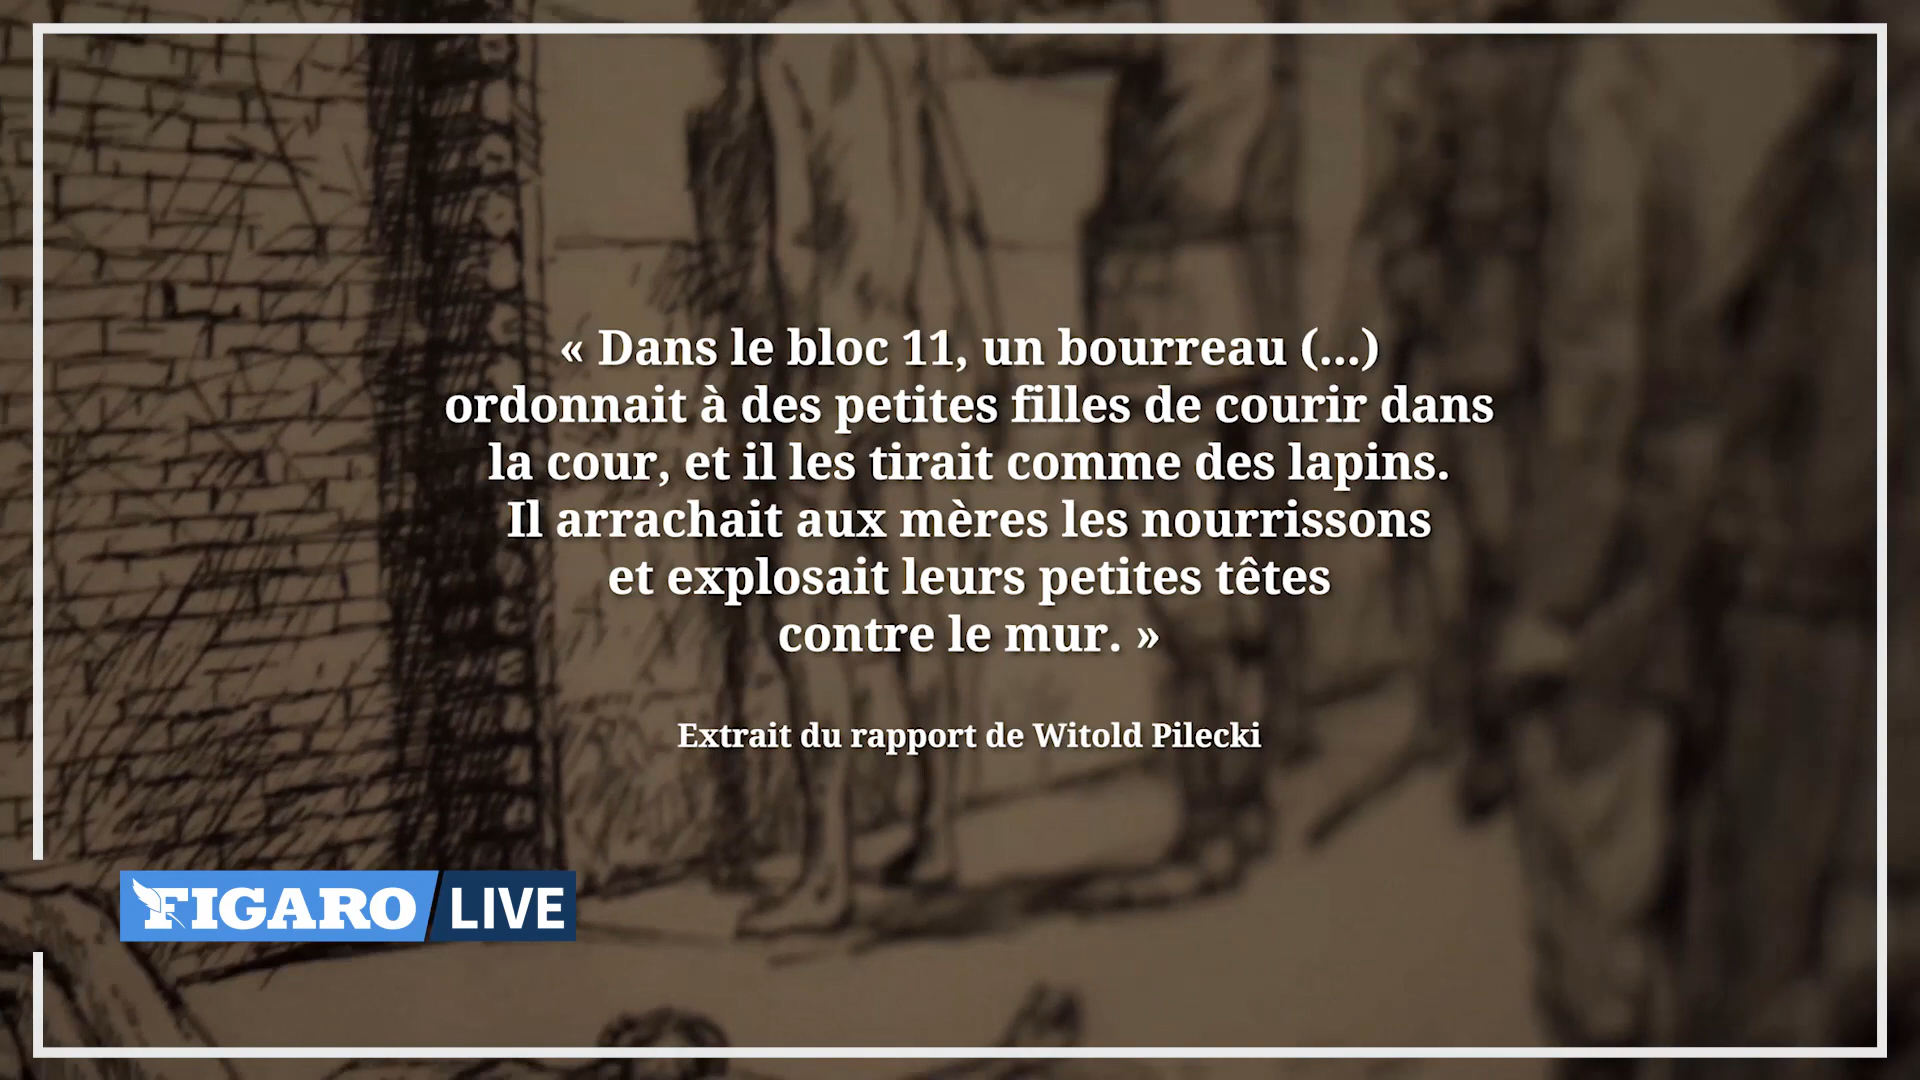 « Dans le bloc 11, un bourreau (...)
ordonnait à des petites filles de courir dans
la cour, et il les tirait comme des lapins.
Il arrachait aux mères les nourrissons
et explosait leurs petites têtes
contre le mur. »
Extrait du rapport de Witold Pilecki
FIGARO LIVE